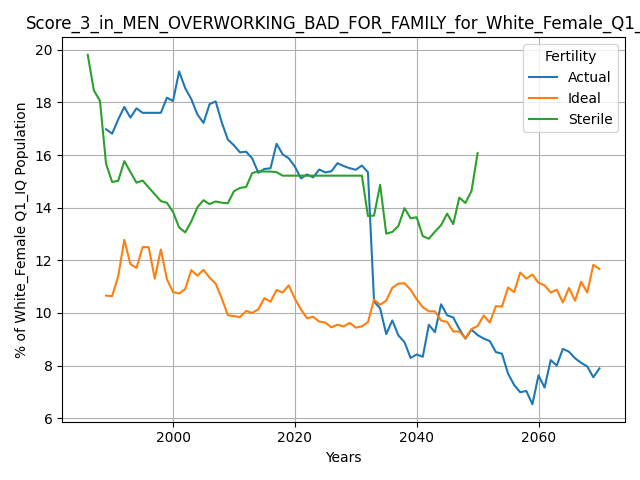 Score_3_in_MEN_OVERWORKING_BAD_FOR_FAMILY_for_White_Female_Q1_
Fertility
Actual
Ideal
Sterile
% of White_Female Q1_IQ Population
20
18
16
14
12
10
8
6
2000 2020 2040 2060
Years